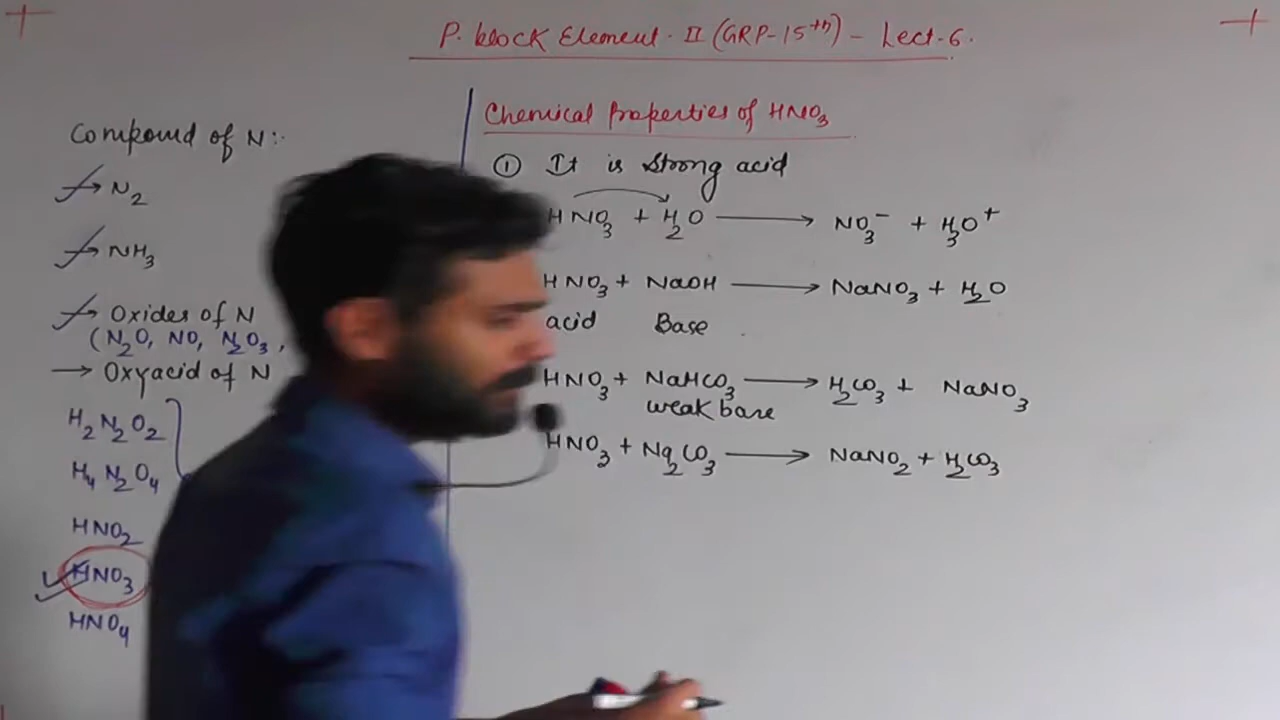 P. block Element. II (GRP-15th) - Lect. 6.
Compound of N:-
→ N2
→ NH3
→ Oxides of N
(N2O, NO, N2O3,
→ Oxyacid of N
H2N2O2
H4N2O4
HNO2
HNO3
HNO4
Chemical Properties of HNO3
① It is Strong acid
HNO3 + H2O ⟶ NO3- + H3O+
HNO3 + NaOH ⟶ NaNO3 + H2O
acid Base
HNO3 + NaHCO3 ⟶ H2CO3 + NaNO3
weak base
HNO3 + Na2CO3 ⟶ NaNO2 + H2CO3